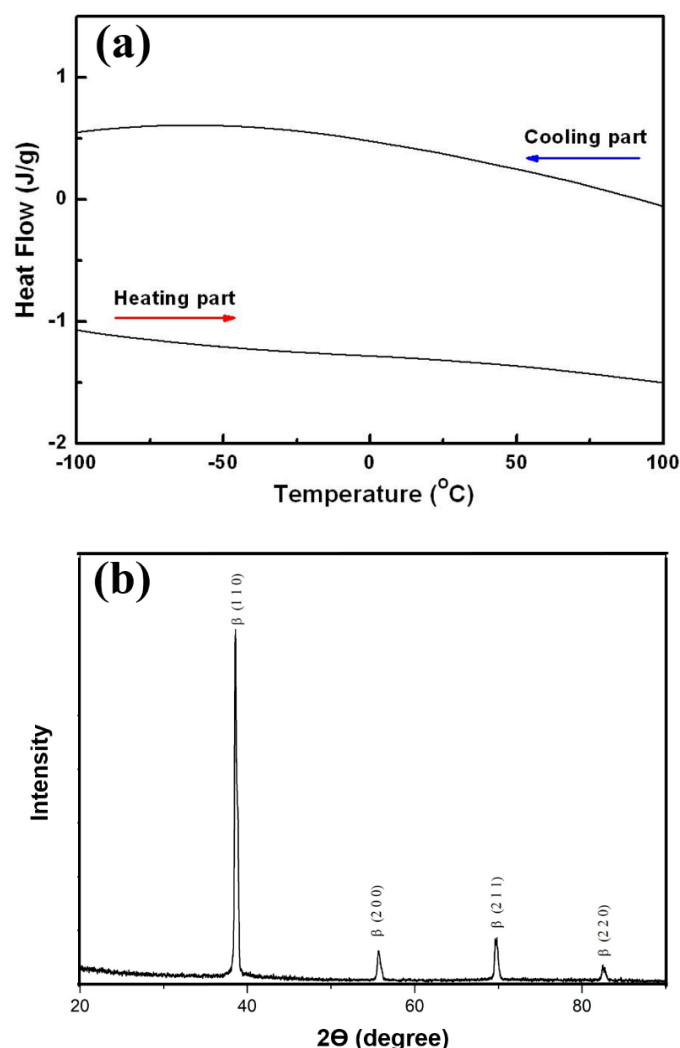 (a)
1
0
-1
-2
Heat Flow (J/g)
Cooling part
Heating part
-100
-50
0
50
100
Temperature (°C)
(b)
β (1 1 0)
β (2 0 0)
β (2 1 1)
β (2 2 0)
Intensity
20
40
60
80
2Θ (degree)